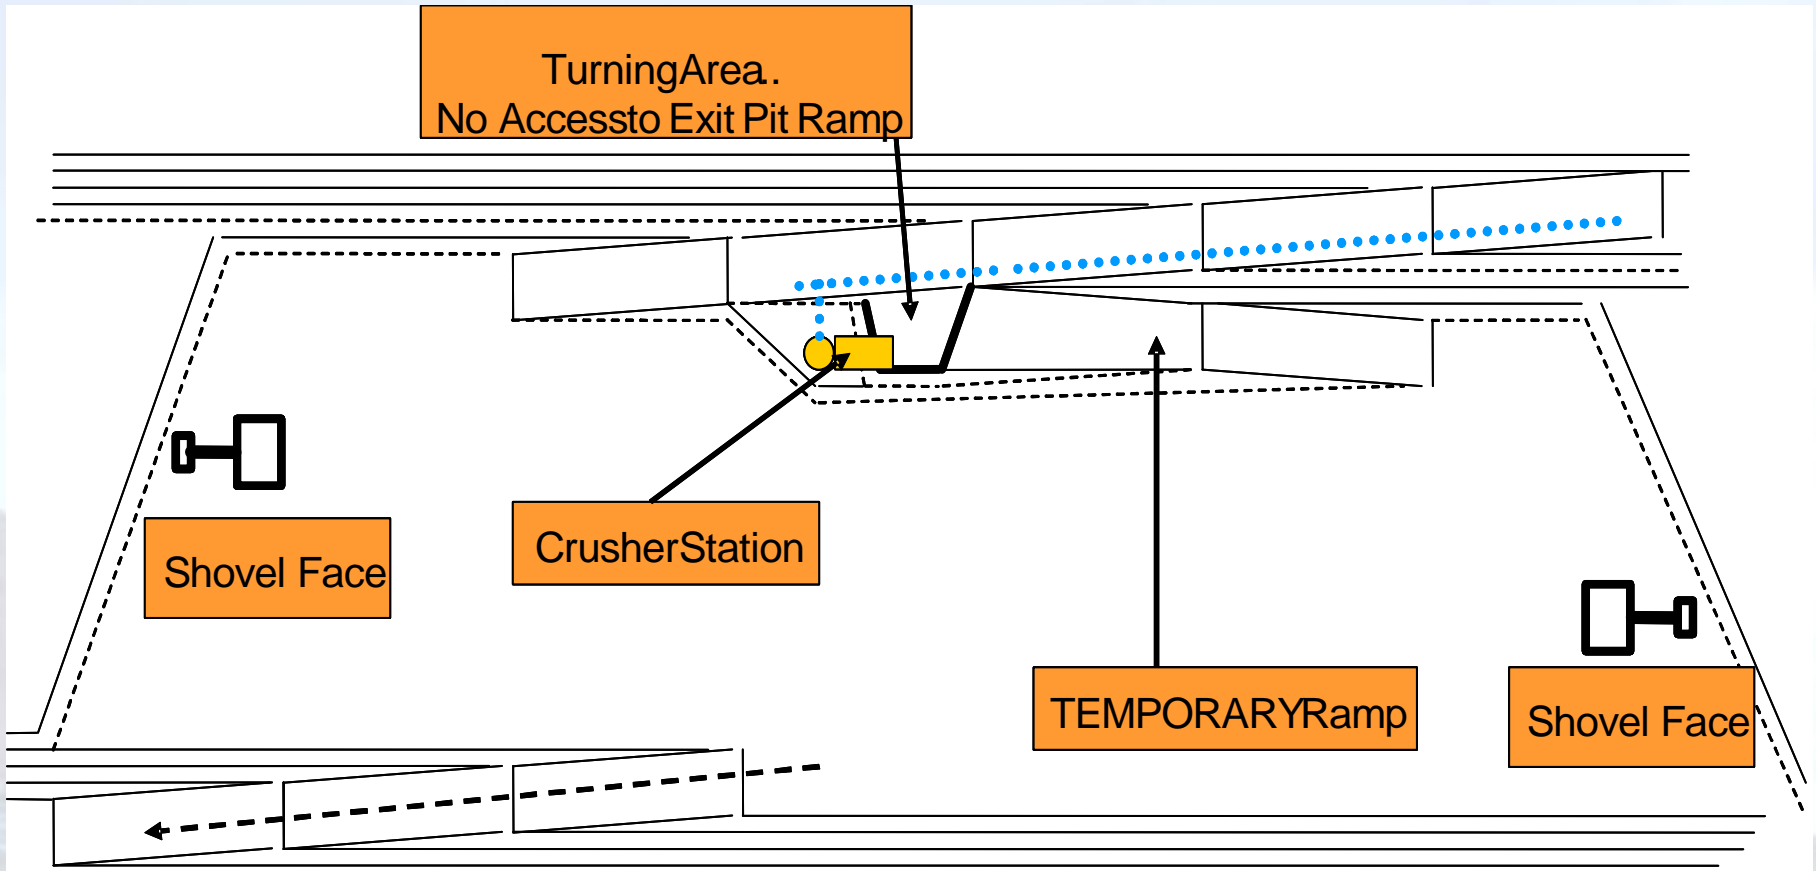 TurningArea..
No Accessto Exit Pit Ramp
CrusherStation
Shovel Face
TEMPORARYRamp
Shovel Face